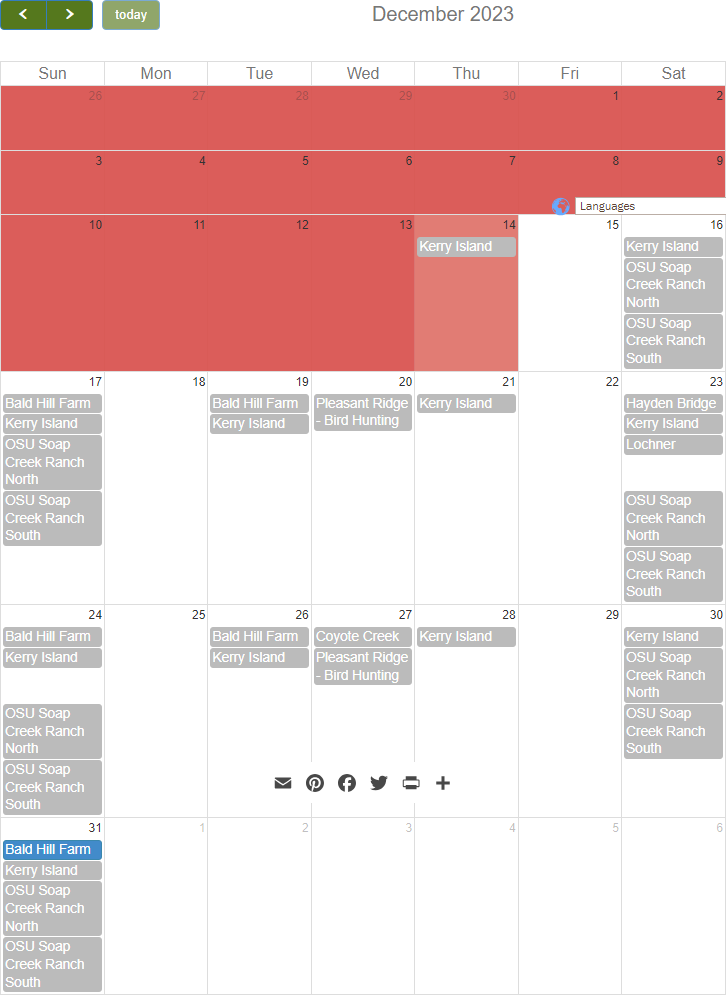 today
December 2023
Sun Mon Tue Wed Thu Fri Sat
26 27 28 29 30 1 2
3 4 5 6 7 8 9
Languages
10 11 12 13 14 15 16
Kerry Island
Kerry Island
OSU Soap
Creek Ranch
North
OSU Soap
Creek Ranch
South
17 18 19 20 21 22 23
Bald Hill Farm
Kerry Island
OSU Soap
Creek Ranch
North
OSU Soap
Creek Ranch
South
Bald Hill Farm
Kerry Island
Pleasant Ridge
- Bird Hunting
Kerry Island
Hayden Bridge
Kerry Island
Lochner
OSU Soap
Creek Ranch
North
OSU Soap
Creek Ranch
South
24 25 26 27 28 29 30
Bald Hill Farm
Kerry Island
OSU Soap
Creek Ranch
North
OSU Soap
Creek Ranch
South
Bald Hill Farm
Kerry Island
Coyote Creek
Pleasant Ridge
- Bird Hunting
Kerry Island
Kerry Island
OSU Soap
Creek Ranch
North
OSU Soap
Creek Ranch
South
31 1 2 3 4 5 6
Bald Hill Farm
Kerry Island
OSU Soap
Creek Ranch
North
OSU Soap
Creek Ranch
South